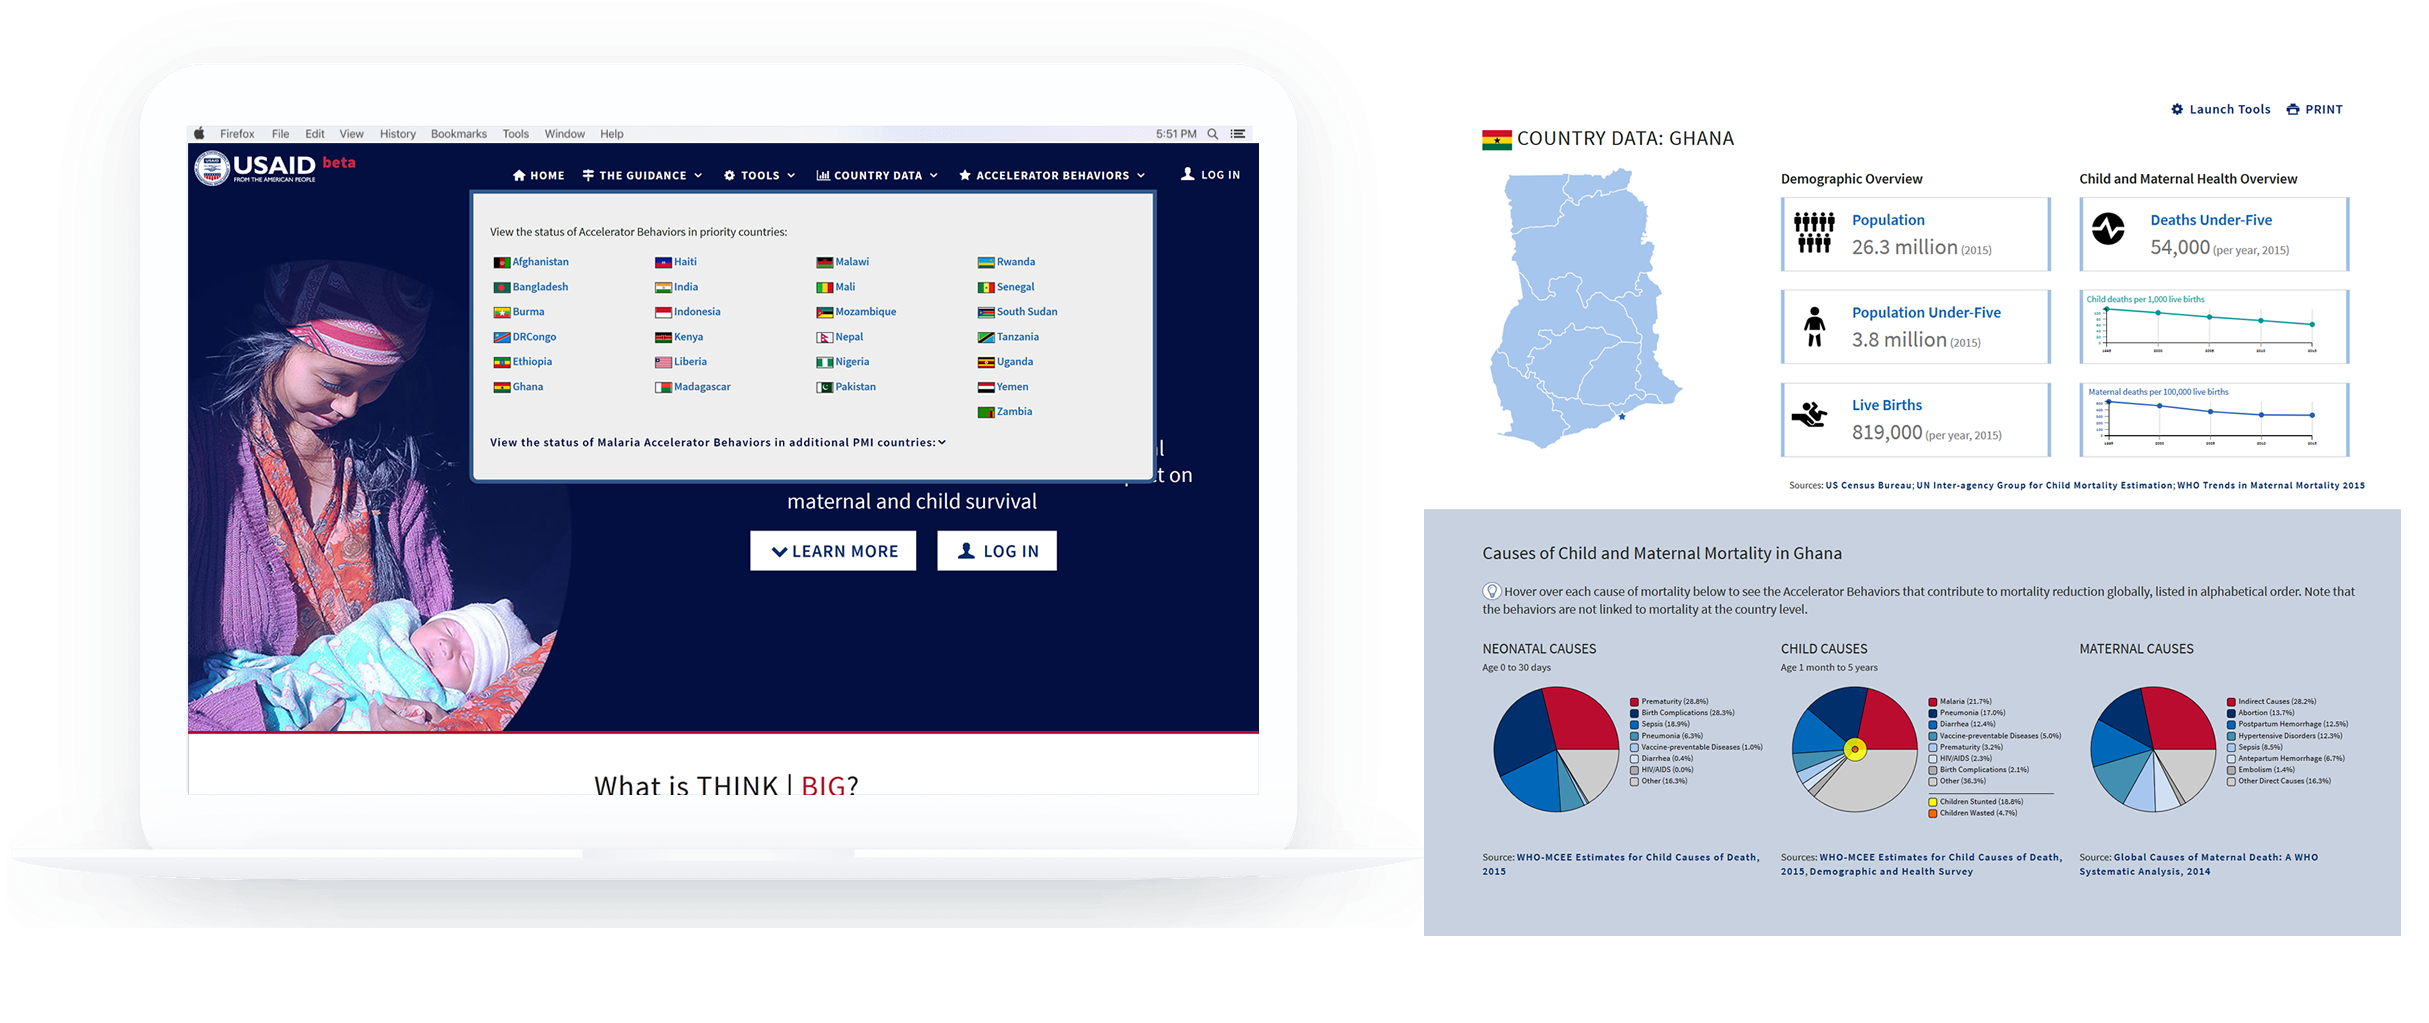 Firefox File Edit View History Bookmarks Tools Window Help 5:51 PM
USAID beta
FROM THE AMERICAN PEOPLE
HOME THE GUIDANCE TOOLS COUNTRY DATA ACCELERATOR BEHAVIORS LOG IN
View the status of Accelerator Behaviors in priority countries:
Afghanistan Haiti Malawi Rwanda
Bangladesh India Mali Senegal
Burma Indonesia Mozambique South Sudan
DRCongo Kenya Nepal Tanzania
Ethiopia Liberia Nigeria Uganda
Ghana Madagascar Pakistan Yemen
Zambia
View the status of Malaria Accelerator Behaviors in additional PMI countries:
on
maternal and child survival
LEARN MORE LOG IN
What is THINK | BIG?
Launch Tools PRINT
COUNTRY DATA: GHANA
Demographic Overview
Population
26.3 million (2015)
Population Under-Five
3.8 million (2015)
Live Births
819,000 (per year, 2015)
Child and Maternal Health Overview
Deaths Under-Five
54,000 (per year, 2015)
Child deaths per 1,000 live births
Maternal deaths per 100,000 live births
Sources: US Census Bureau; UN Inter-agency Group for Child Mortality Estimation; WHO Trends in Maternal Mortality 2015
Causes of Child and Maternal Mortality in Ghana
Hover over each cause of mortality below to see the Accelerator Behaviors that contribute to mortality reduction globally, listed in alphabetical order. Note that
the behaviors are not linked to mortality at the country level.
NEONATAL CAUSES
Age 0 to 30 days
Prematurity (28.8%)
Birth Complications (28.3%)
Sepsis (18.9%)
Pneumonia (6.3%)
Vaccine-preventable Diseases (1.0%)
Diarrhea (0.4%)
HIV/AIDS (0.0%)
Other (16.3%)
Source: WHO-MCEE Estimates for Child Causes of Death,
2015
CHILD CAUSES
Age 1 month to 5 years
Malaria (21.7%)
Pneumonia (17.0%)
Diarrhea (12.4%)
Vaccine-preventable Diseases (5.0%)
Prematurity (3.2%)
HIV/AIDS (2.3%)
Birth Complications (2.1%)
Other (36.3%)
Children Stunted (18.8%)
Children Wasted (4.7%)
Sources: WHO-MCEE Estimates for Child Causes of Death,
2015, Demographic and Health Survey
MATERNAL CAUSES
Indirect Causes (28.2%)
Abortion (13.7%)
Postpartum Hemorrhage (12.5%)
Hypertensive Disorders (12.3%)
Sepsis (8.5%)
Antepartum Hemorrhage (6.7%)
Embolism (1.4%)
Other Direct Causes (16.3%)
Source: Global Causes of Maternal Death: A WHO
Systematic Analysis, 2014